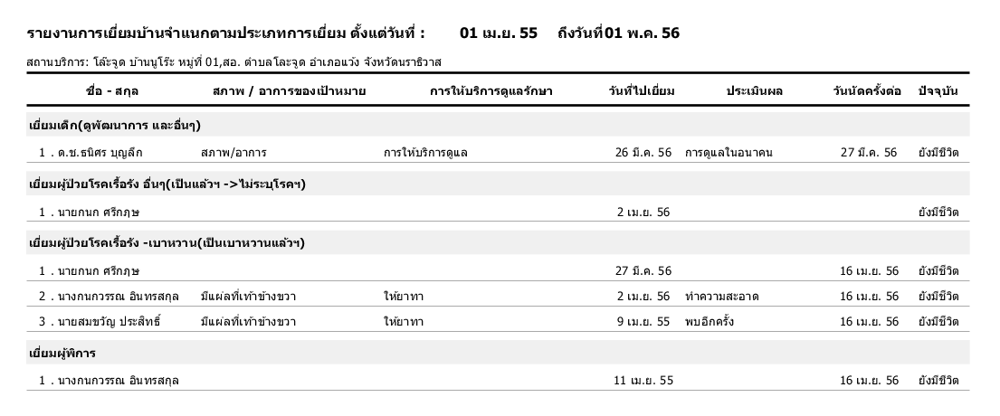 รายงานการเยี่ยมบ้านจำแนกตามประเภทการเยี่ยม ตั้งแต่วันที่ : 01 เม.ย. 55 ถึงวันที่ 01 พ.ค. 56
สถานบริการ: โล๊ะจูด บ้านนูโร๊ะ หมู่ที่ 01,สอ. ตำบลโละจูด อำเภอแว้ง จังหวัดนราธิวาส
ชื่อ - สกุล สภาพ / อาการของเป้าหมาย การให้บริการดูแลรักษา วันที่ไปเยี่ยม ประเมินผล วันนัดครั้งต่อ ปัจจุบัน
เยี่ยมเด็ก(ดูพัฒนาการ และอื่นๆ)
1 . ด.ช.ธนิศร บุญลึก สภาพ/อาการ การให้บริการดูแล 26 มี.ค. 56 การดูแลในอนาคน 27 มี.ค. 56 ยังมีชีวิต
เยี่ยมผู้ป่วยโรคเรื้อรัง อื่นๆ(เป็นแล้วฯ ->ไม่ระบุโรคฯ)
1 . นายกนก ศรีกฤษ 2 เม.ย. 56 ยังมีชีวิต
เยี่ยมผู้ป่วยโรคเรื้อรัง -เบาหวาน(เป็นเบาหวานแล้วฯ)
1 . นายกนก ศรีกฤษ 27 มี.ค. 56 16 เม.ย. 56 ยังมีชีวิต
2 . นางกนกวรรณ อินทรสกุล มีแผลที่เท้าข้างขวา ให้ยาทา 2 เม.ย. 56 ทำความสะอาด 16 เม.ย. 56 ยังมีชีวิต
3 . นายสมขวัญ ประสิทธิ์ มีแผลที่เท้าข้างขวา ให้ยาทา 9 เม.ย. 55 พบอีกครั้ง 16 เม.ย. 56 ยังมีชีวิต
เยี่ยมผู้พิการ
1 . นางกนกวรรณ อินทรสกุล 11 เม.ย. 55 16 เม.ย. 56 ยังมีชีวิต